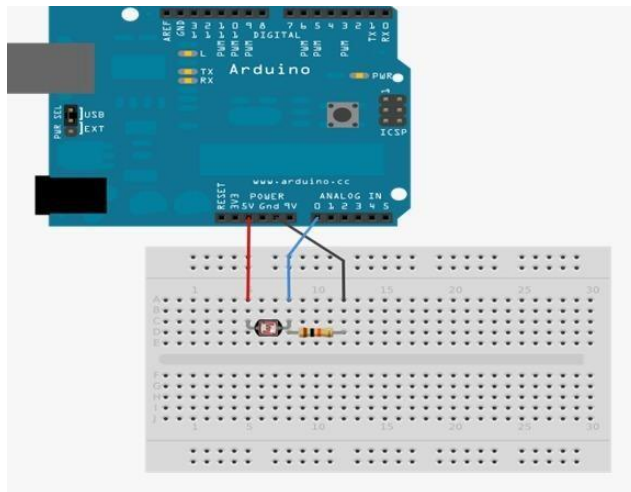 AREF GND 13 12 11 10 9 8 7 6 5 4 3 2 TX 1 RX 0
PWM PWM PWM PWM PWM PWM
DIGITAL
L
TX
RX
Arduino
PWR
1
ICSP
PWR SEL
USB
EXT
www.arduino.cc
POWER ANALOG IN
RESET 3V3 5V Gnd 9V 0 1 2 3 4 5
1 5 10 15 20 25 30
A
B
C
D
E
F
G
H
I
J
1 5 10 15 20 25 30